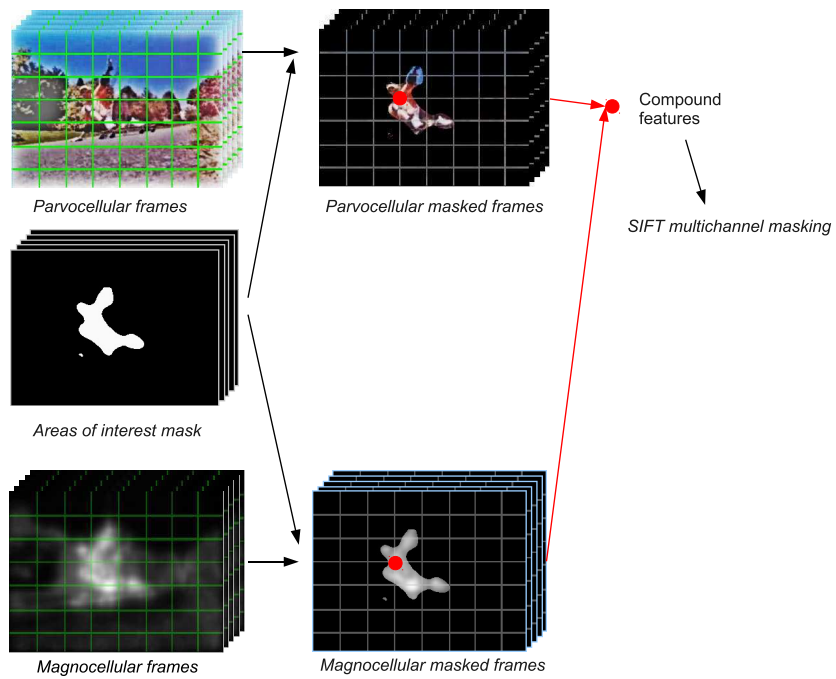 Parvocellular frames
Parvocellular masked frames
Compound
features
SIFT multichannel masking
Areas of interest mask
Magnocellular frames
Magnocellular masked frames